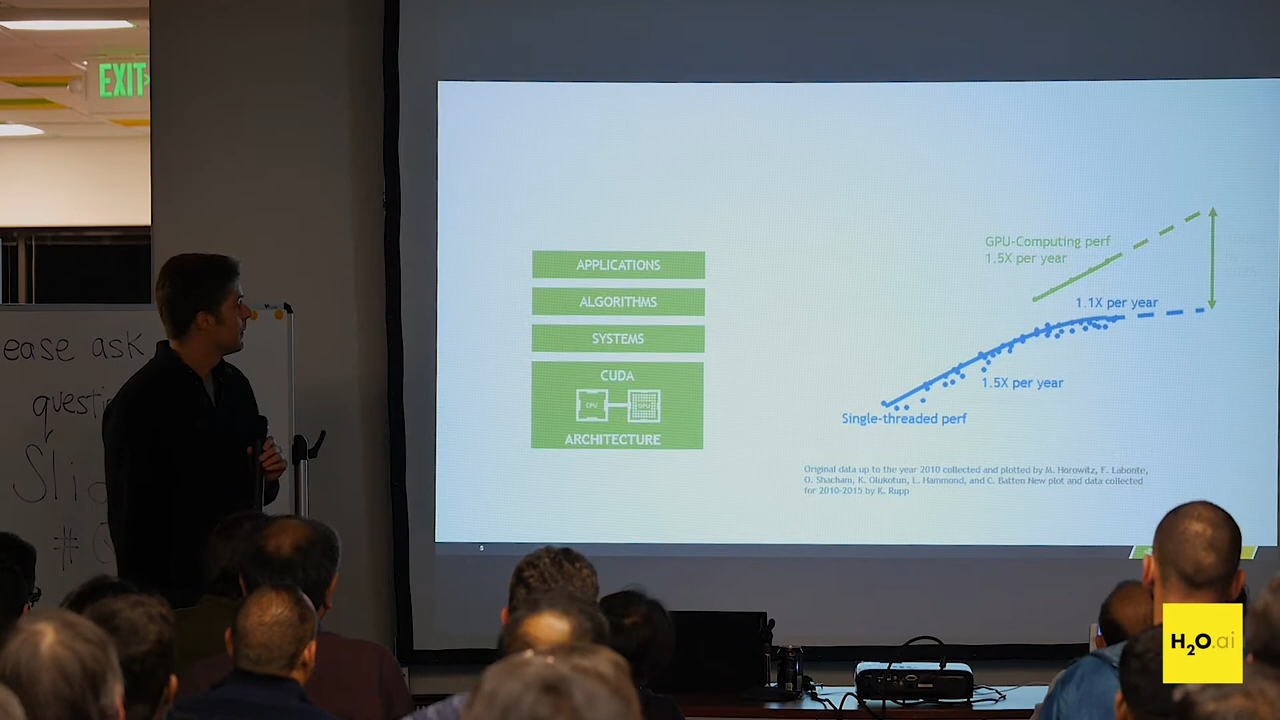 EXIT
ease ask
questi
Sli
#
APPLICATIONS
ALGORITHMS
SYSTEMS
CUDA
CPU
GPU
ARCHITECTURE
GPU-Computing perf
1.5X per year
1.1X per year
1.5X per year
Single-threaded perf
Original data up to the year 2010 collected and plotted by M. Horowitz, F. Labonte,
O. Shacham, K. Olukotun, L. Hammond, and C. Batten New plot and data collected
for 2010-2015 by K. Rupp
5
H2O.ai